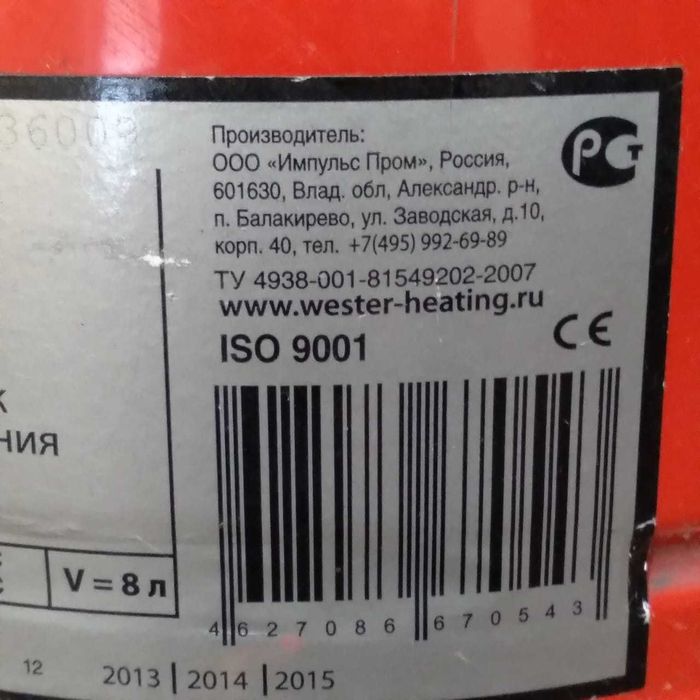 36009
Производитель:
ООО «Импульс Пром», Россия,
601630, Влад. обл, Александр. р-н,
п. Балакирево, ул. Заводская, д.10,
корп. 40, тел. +7(495) 992-69-89
ТУ 4938-001-81549202-2007
www.wester-heating.ru
ISO 9001
РСТ
CE
К
НИЯ
V = 8 л
4 627086 670543
12
2013 | 2014 | 2015